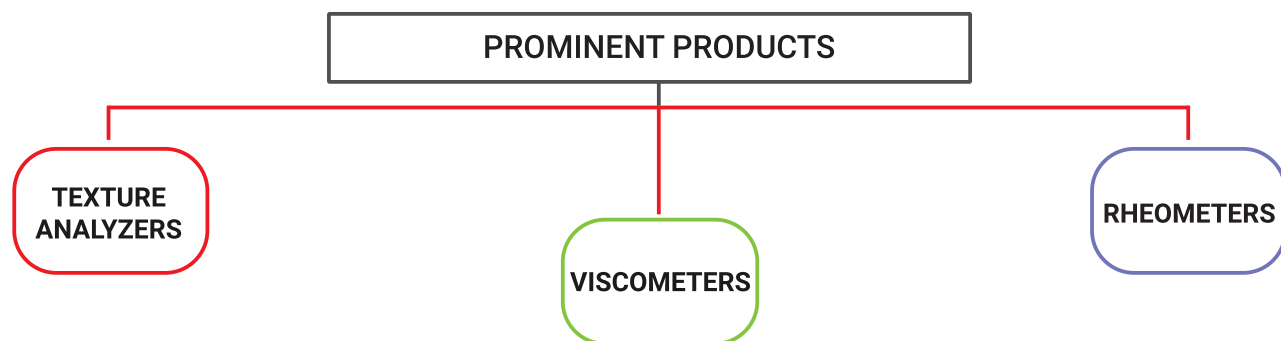 PROMINENT PRODUCTS
TEXTURE
ANALYZERS
VISCOMETERS
RHEOMETERS